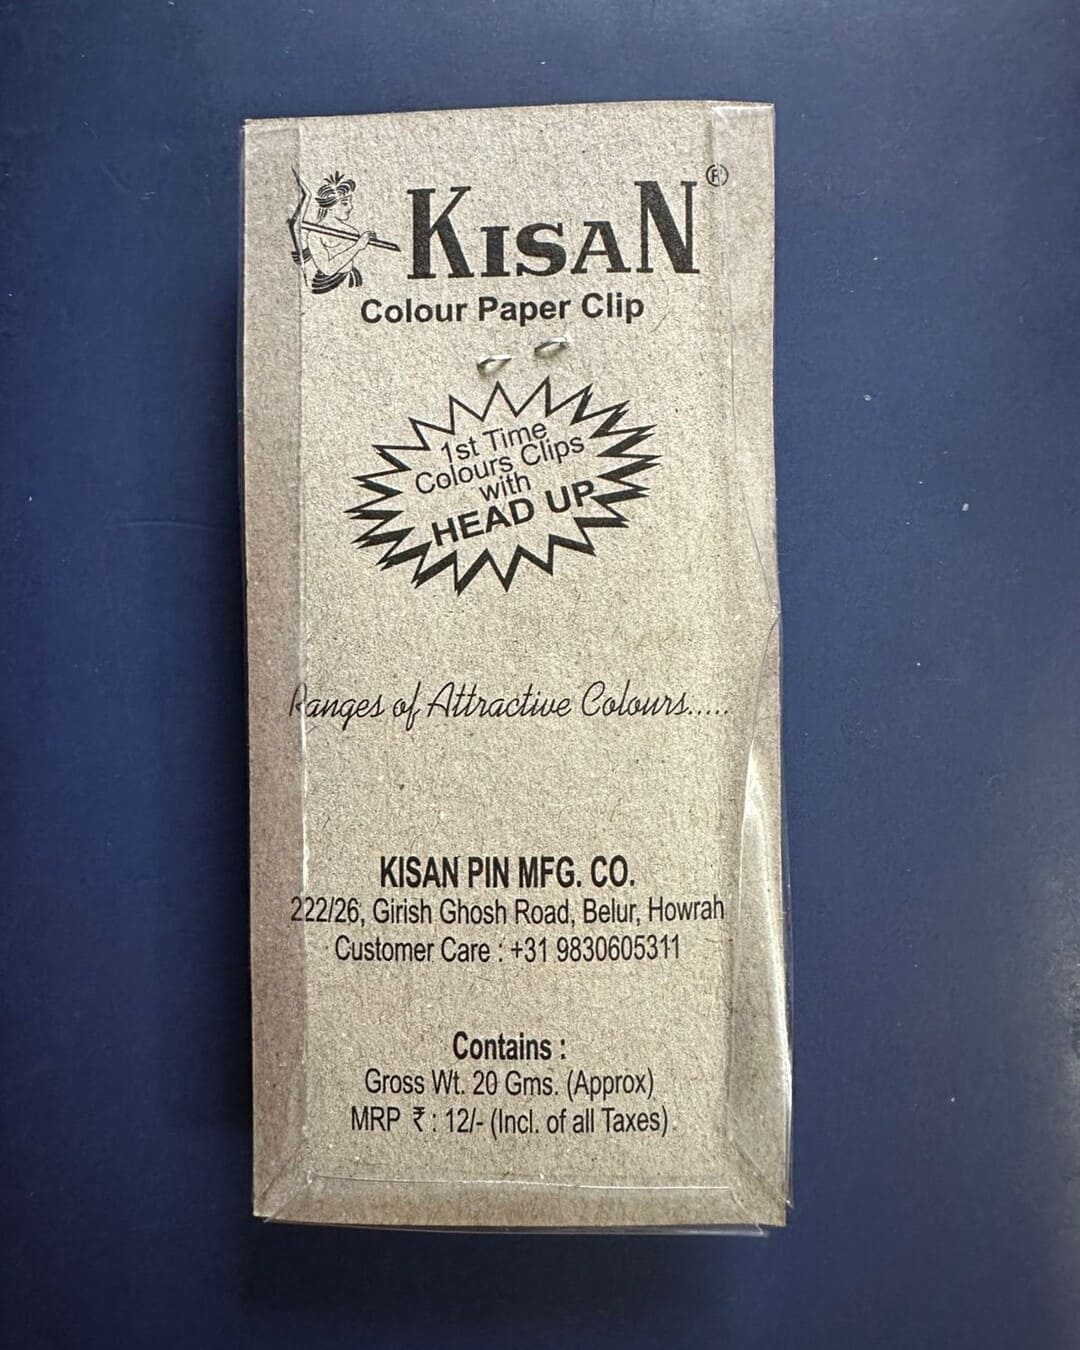 KISAN®
Colour Paper Clip
1st Time
Colours Clips
with
HEAD UP
Ranges of Attractive Colours.....
KISAN PIN MFG. CO.
222/26, Girish Ghosh Road, Belur, Howrah
Customer Care : +31 9830605311
Contains :
Gross Wt. 20 Gms. (Approx)
MRP ₹ : 12/- (Incl. of all Taxes)